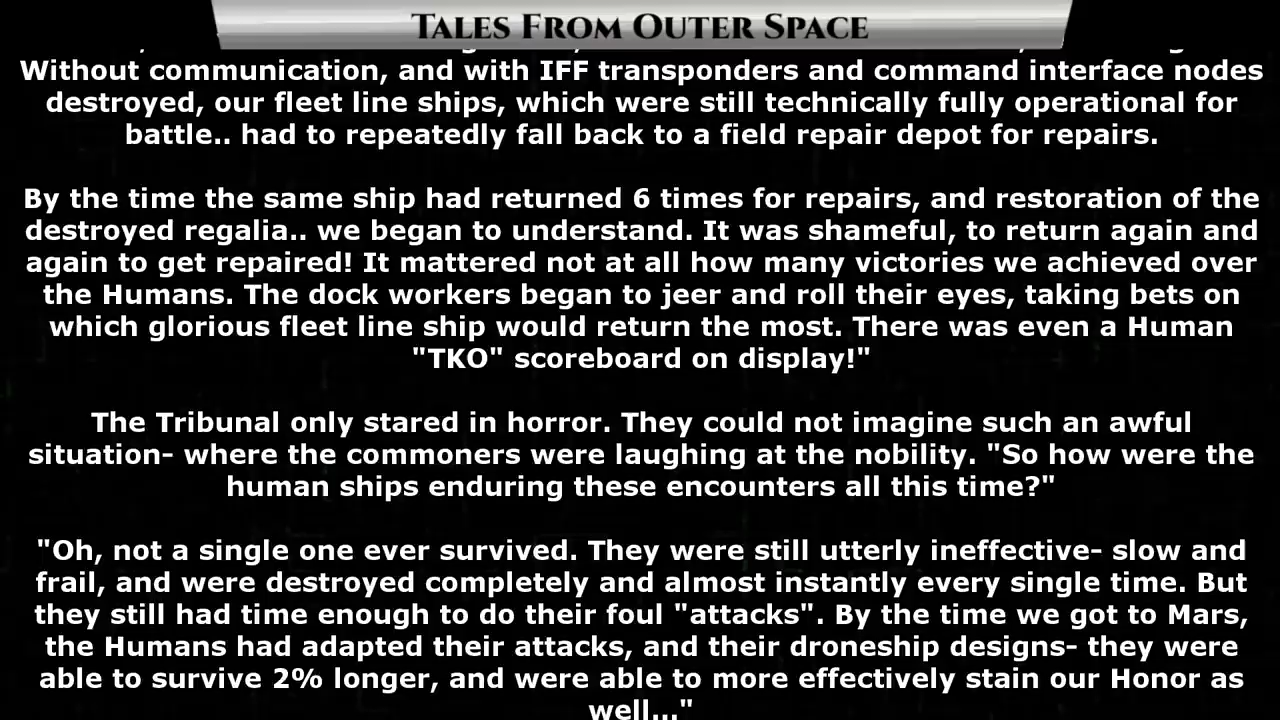 Tales From Outer Space
Without communication, and with IFF transponders and command interface nodes
destroyed, our fleet line ships, which were still technically fully operational for
battle.. had to repeatedly fall back to a field repair depot for repairs.
By the time the same ship had returned 6 times for repairs, and restoration of the
destroyed regalia.. we began to understand. It was shameful, to return again and
again to get repaired! It mattered not at all how many victories we achieved over
the Humans. The dock workers began to jeer and roll their eyes, taking bets on
which glorious fleet line ship would return the most. There was even a Human
"TKO" scoreboard on display!"
The Tribunal only stared in horror. They could not imagine such an awful
situation- where the commoners were laughing at the nobility. "So how were the
human ships enduring these encounters all this time?"
"Oh, not a single one ever survived. They were still utterly ineffective- slow and
frail, and were destroyed completely and almost instantly every single time. But
they still had time enough to do their foul "attacks". By the time we got to Mars,
the Humans had adapted their attacks, and their droneship designs- they were
able to survive 2% longer, and were able to more effectively stain our Honor as
well..."